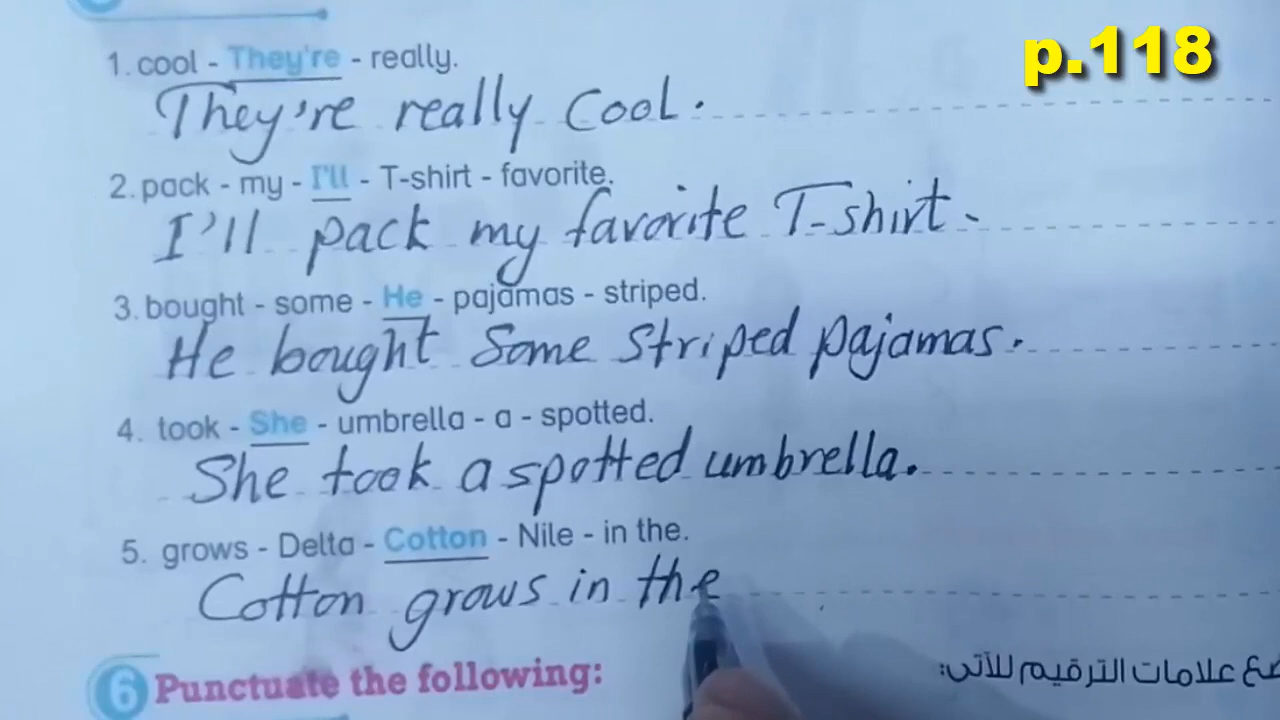 p.118
1. cool - They're - really.
They're really cool.
2. pack - my - I'll - T-shirt - favorite.
I'll pack my favorite T-shirt.
3. bought - some - He - pajamas - striped.
He bought some striped pajamas.
4. took - She - umbrella - a - spotted.
She took a spotted umbrella.
5. grows - Delta - Cotton - Nile - in the.
Cotton grows in the
6 Punctuate the following:
علامات الترقيم للآتي: